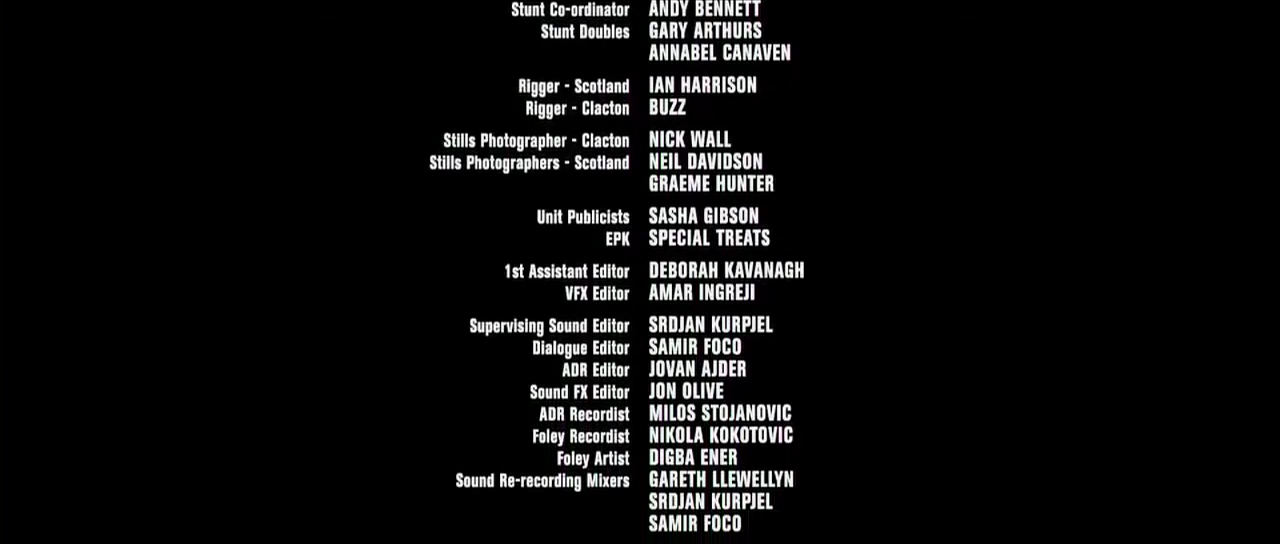 Stunt Co-ordinator ANDY BENNETT
Stunt Doubles GARY ARTHURS
ANNABEL CANAVEN
Rigger - Scotland IAN HARRISON
Rigger - Clacton BUZZ
Stills Photographer - Clacton NICK WALL
Stills Photographers - Scotland NEIL DAVIDSON
GRAEME HUNTER
Unit Publicists SASHA GIBSON
EPK SPECIAL TREATS
1st Assistant Editor DEBORAH KAVANAGH
VFX Editor AMAR INGREJI
Supervising Sound Editor SRDJAN KURPJEL
Dialogue Editor SAMIR FOCO
ADR Editor JOVAN AJDER
Sound FX Editor JON OLIVE
ADR Recordist MILOS STOJANOVIC
Foley Recordist NIKOLA KOKOTOVIC
Foley Artist DIGBA ENER
Sound Re-recording Mixers GARETH LLEWELLYN
SRDJAN KURPJEL
SAMIR FOCO